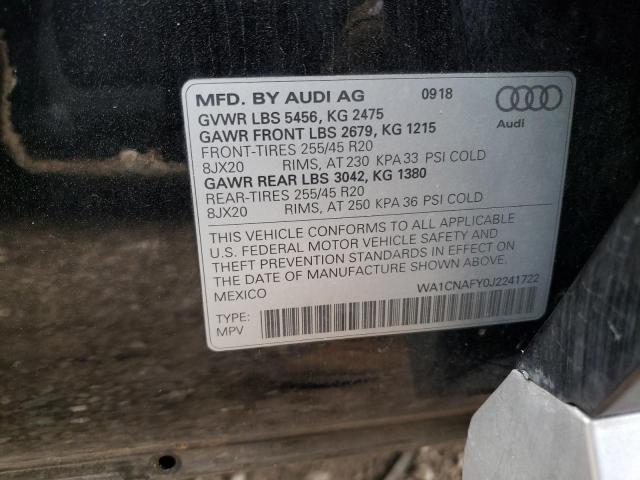 MFD. BY AUDI AG 0918
GVWR LBS 5456, KG 2475
GAWR FRONT LBS 2679, KG 1215
FRONT-TIRES 255/45 R20
8JX20 RIMS, AT 230 KPA 33 PSI COLD
GAWR REAR LBS 3042, KG 1380
REAR-TIRES 255/45 R20
8JX20 RIMS, AT 250 KPA 36 PSI COLD
Audi
THIS VEHICLE CONFORMS TO ALL APPLICABLE
U.S. FEDERAL MOTOR VEHICLE SAFETY AND
THEFT PREVENTION STANDARDS IN EFFECT ON
THE DATE OF MANUFACTURE SHOWN ABOVE.
MEXICO
WA1CNAFY0J2241722
TYPE:
MPV